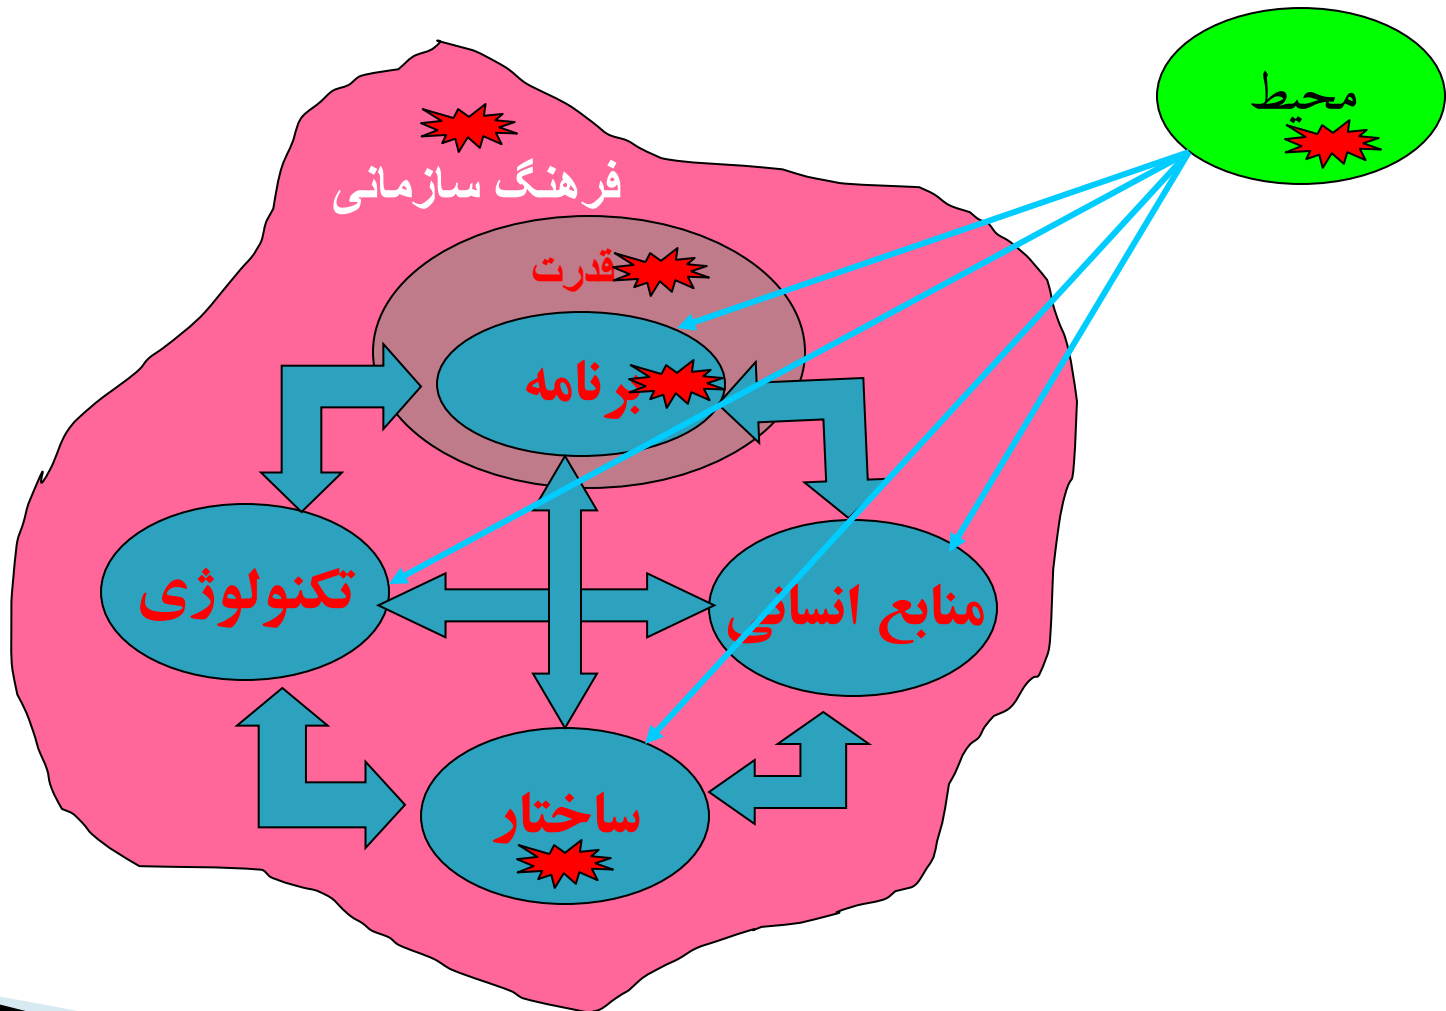 محیط
فرهنگ سازمانی
قدرت
برنامه
منابع انسانی
تکنولوژی
ساختار